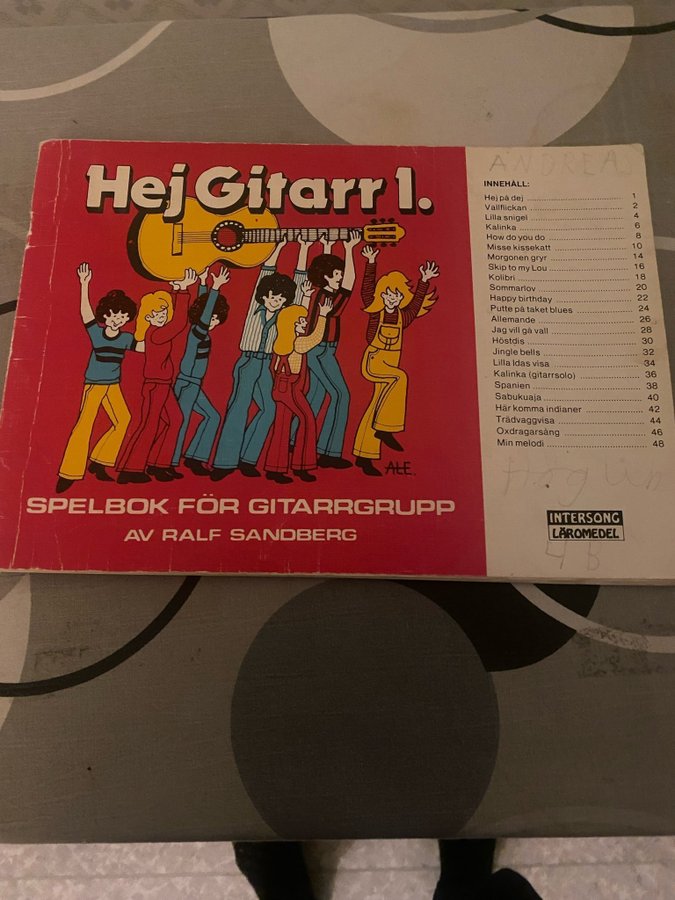 Hej Gitarr 1.
ALE.
SPELBOK FÖR GITARRGRUPP
AV RALF SANDBERG
ANDREAS
INNEHÅLL:
Hej på dej ........ 1
Vallflickan ........ 2
Lilla snigel ........ 4
Kalinka ........ 6
How do you do ........ 8
Misse kissekatt ........ 10
Morgonen gryr ........ 14
Skip to my Lou ........ 16
Kolibri ........ 18
Sommarlov ........ 20
Happy birthday ........ 22
Putte på taket blues ........ 24
Allemande ........ 26
Jag vill gå vall ........ 28
Höstdis ........ 30
Jingle bells ........ 32
Lilla Idas visa ........ 34
Kalinka (gitarrsolo) ........ 36
Spanien ........ 38
Sabukuaja ........ 40
Här komma indianer ........ 42
Trädvaggvisa ........ 44
Oxdragarsång ........ 46
Min melodi ........ 48
INTERSONG
LÄROMEDEL
4 b